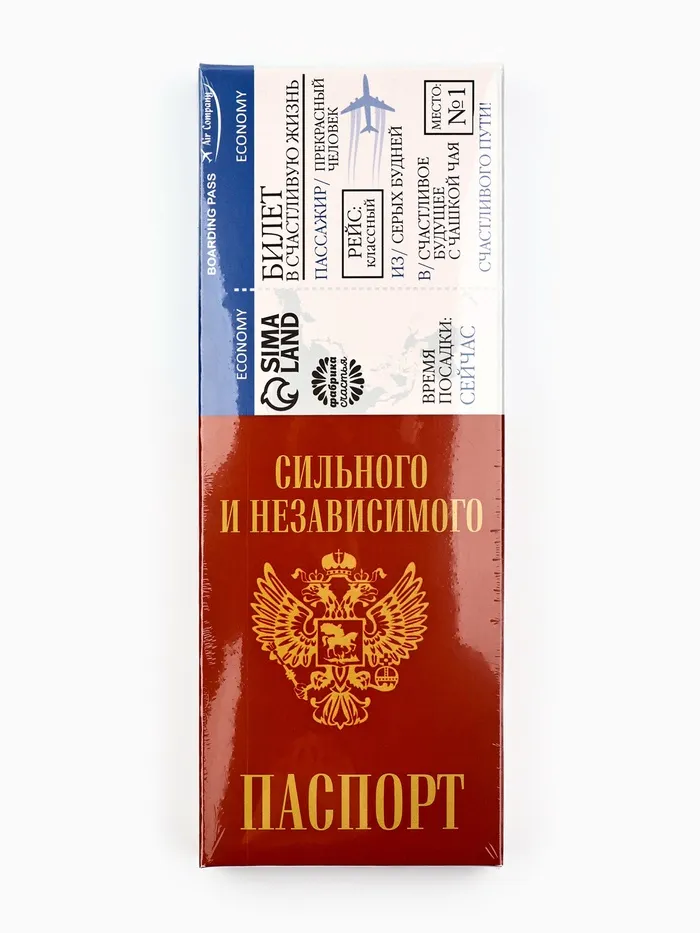 Air Company
BOARDING PASS
ECONOMY
БИЛЕТ
В СЧАСТЛИВУЮ ЖИЗНЬ
ПАССАЖИР/ ПРЕКРАСНЫЙ
ЧЕЛОВЕК
РЕЙС:
классный
ИЗ/ СЕРЫХ БУДНЕЙ
В/ СЧАСТЛИВОЕ
БУДУЩЕЕ
С ЧАШКОЙ ЧАЯ
МЕСТО:
№1
СЧАСТЛИВОГО ПУТИ!
ECONOMY
SIMA
LAND
фабрика
счастья
ВРЕМЯ
ПОСАДКИ:
СЕЙЧАС
СИЛЬНОГО
И НЕЗАВИСИМОГО
ПАСПОРТ